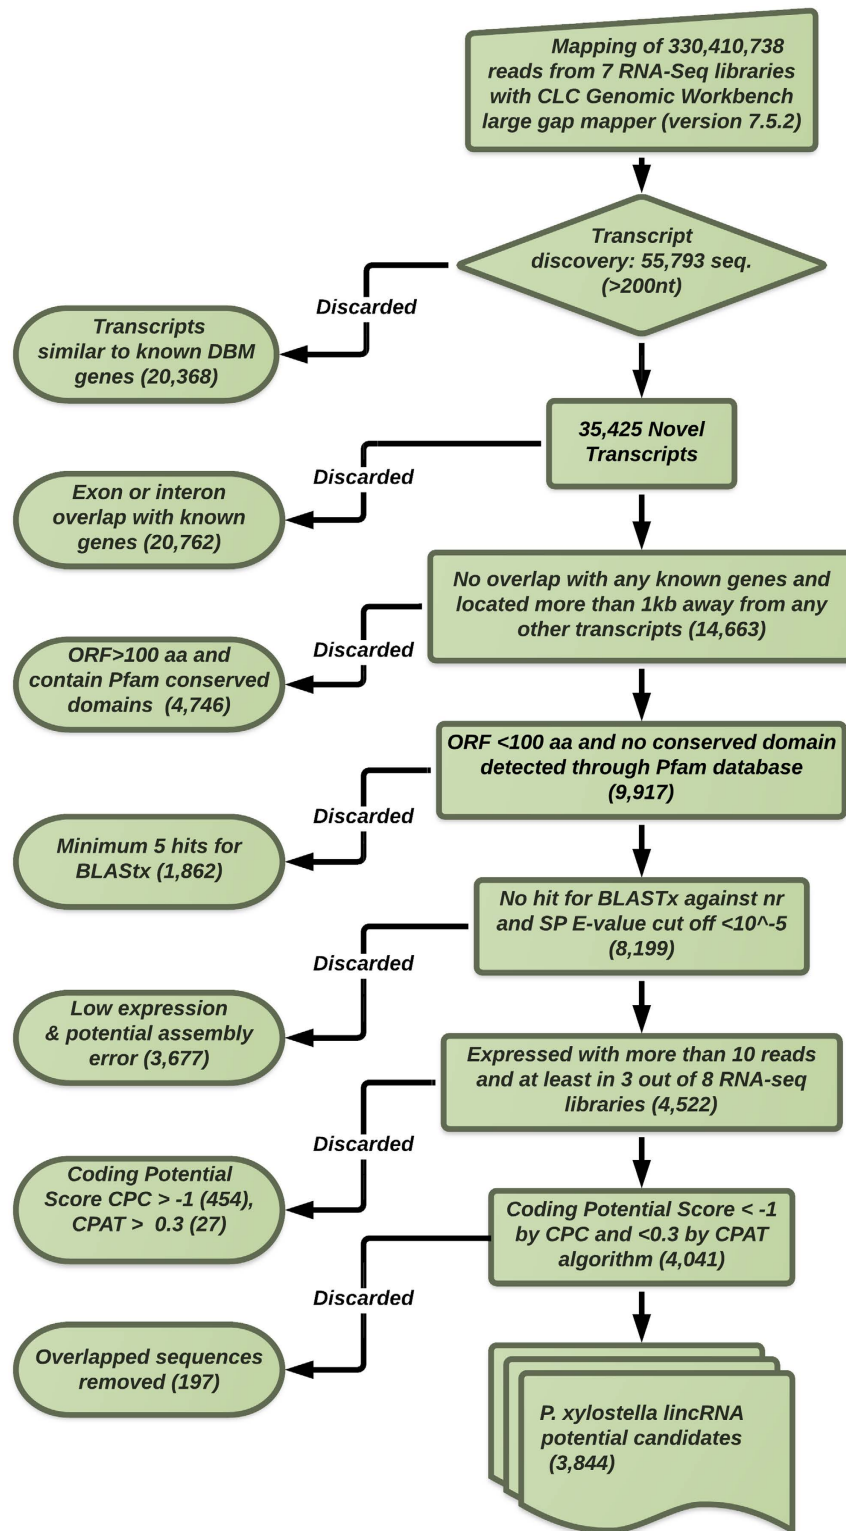 Mapping of 330,410,738
reads from 7 RNA-Seq libraries
with CLC Genomic Workbench
large gap mapper (version 7.5.2)
Transcript
discovery: 55,793 seq.
(>200nt)
Discarded
Transcripts
similar to known DBM
genes (20,368)
35,425 Novel
Transcripts
Discarded
Exon or interon
overlap with known
genes (20,762)
No overlap with any known genes and
located more than 1kb away from any
other transcripts (14,663)
Discarded
ORF>100 aa and
contain Pfam conserved
domains (4,746)
ORF <100 aa and no conserved domain
detected through Pfam database
(9,917)
Discarded
Minimum 5 hits for
BLAStx (1,862)
No hit for BLASTx against nr
and SP E-value cut off <10^-5
(8,199)
Discarded
Low expression
& potential assembly
error (3,677)
Expressed with more than 10 reads
and at least in 3 out of 8 RNA-seq
libraries (4,522)
Discarded
Coding Potential
Score CPC > -1 (454),
CPAT > 0.3 (27)
Coding Potential Score < -1
by CPC and <0.3 by CPAT
algorithm (4,041)
Discarded
Overlapped sequences
removed (197)
P. xylostella lincRNA
potential candidates
(3,844)